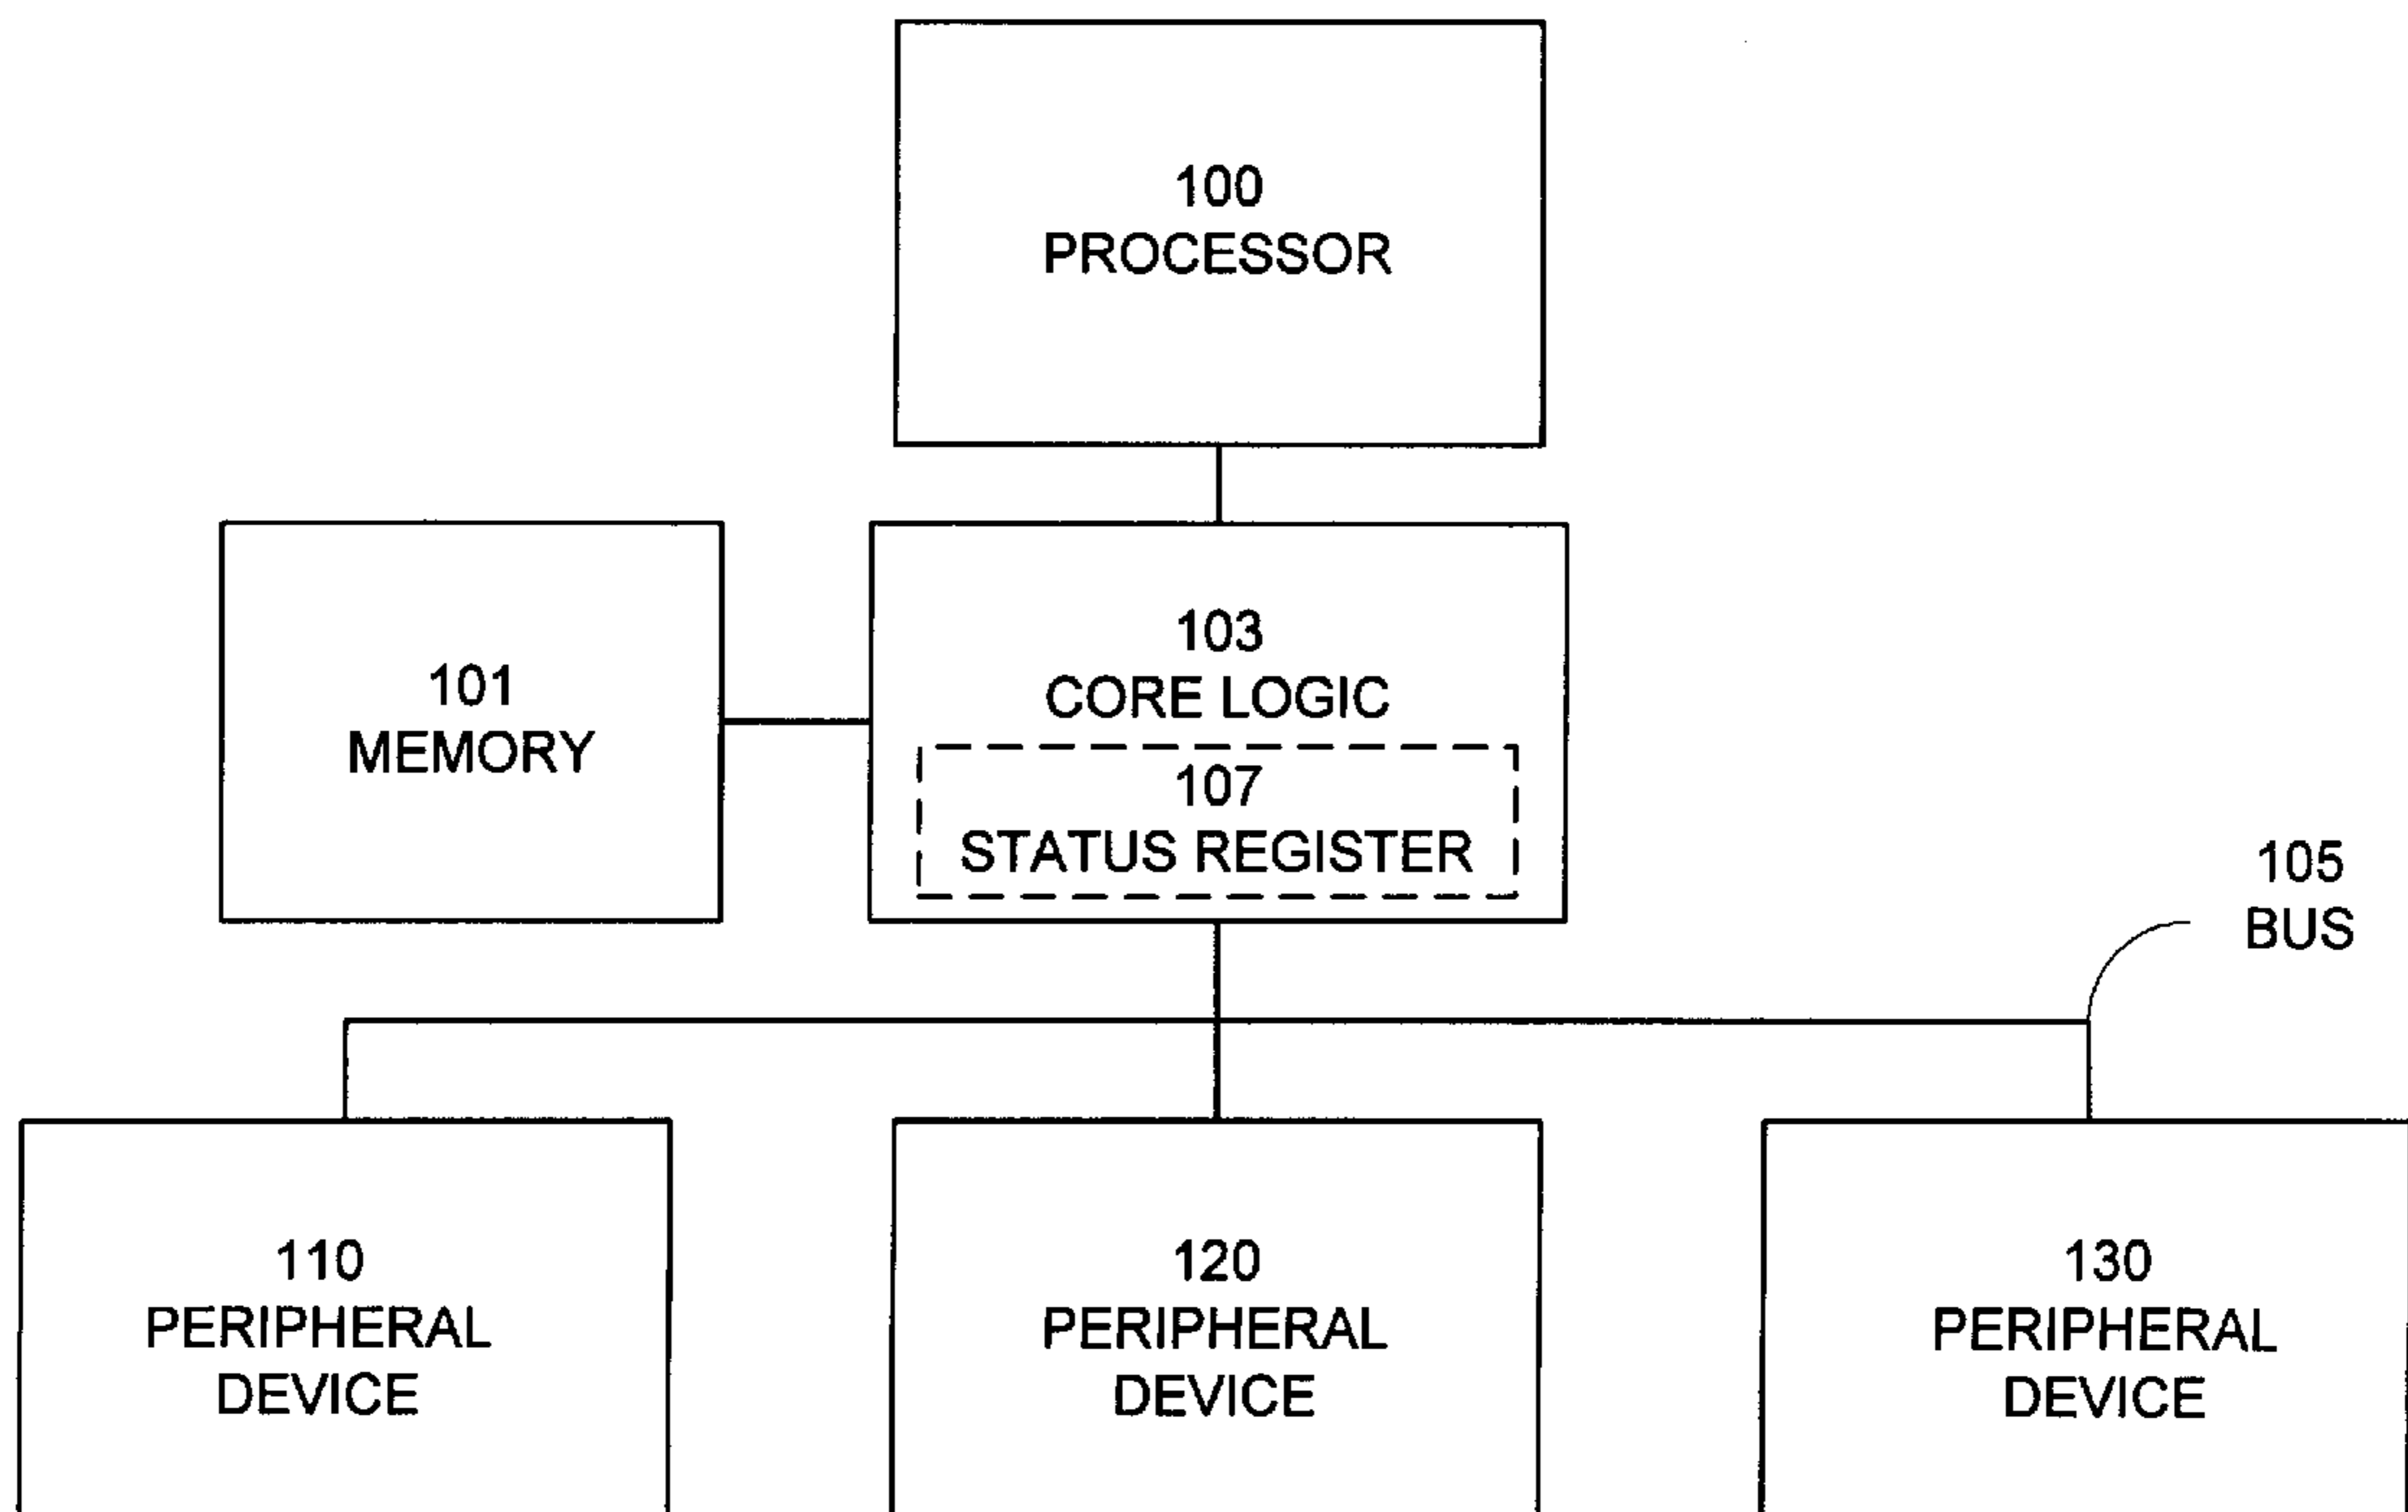 100
PROCESSOR
101
MEMORY
103
CORE LOGIC
107
STATUS REGISTER
105
BUS
110
PERIPHERAL
DEVICE
120
PERIPHERAL
DEVICE
130
PERIPHERAL
DEVICE